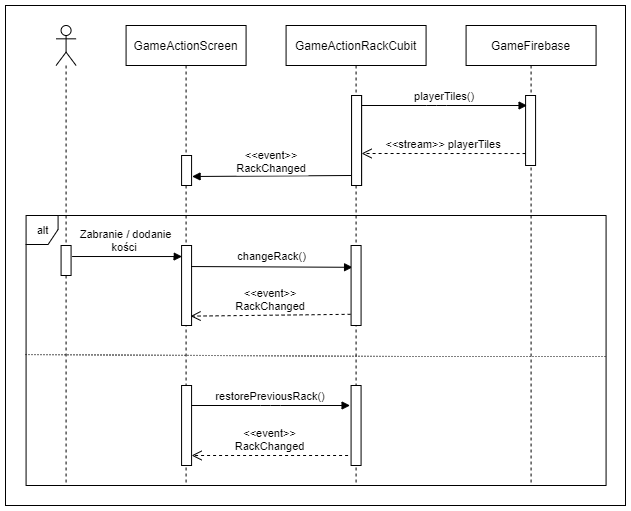 GameActionScreen
GameActionRackCubit
GameFirebase
playerTiles()
<<stream>> playerTiles
<<event>>
RackChanged
alt
Zabranie / dodanie
kości
changeRack()
<<event>>
RackChanged
restorePreviousRack()
<<event>>
RackChanged